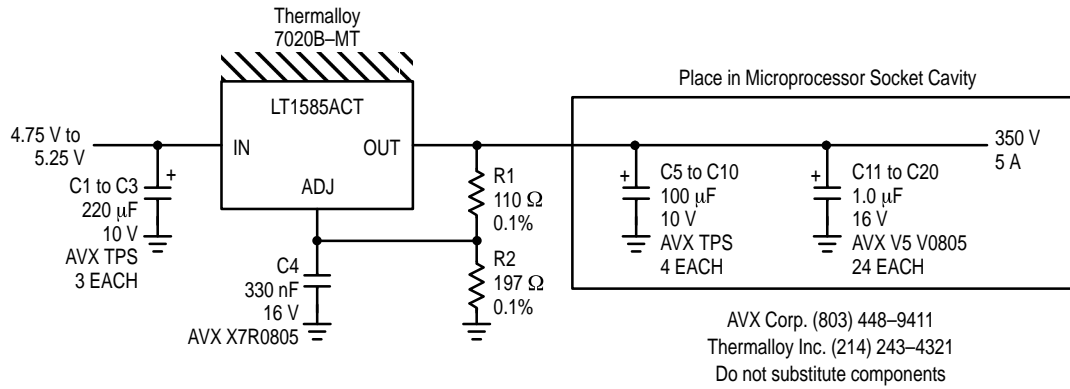 Thermalloy
7020B–MT
LT1585ACT
IN
OUT
ADJ
4.75 V to
5.25 V
+
C1 to C3
220 μF
10 V
AVX TPS
3 EACH
C4
330 nF
16 V
AVX X7R0805
R1
110 Ω
0.1%
R2
197 Ω
0.1%
Place in Microprocessor Socket Cavity
+
C5 to C10
100 μF
10 V
AVX TPS
4 EACH
+
C11 to C20
1.0 μF
16 V
AVX V5 V0805
24 EACH
350 V
5 A
AVX Corp. (803) 448–9411
Thermalloy Inc. (214) 243–4321
Do not substitute components